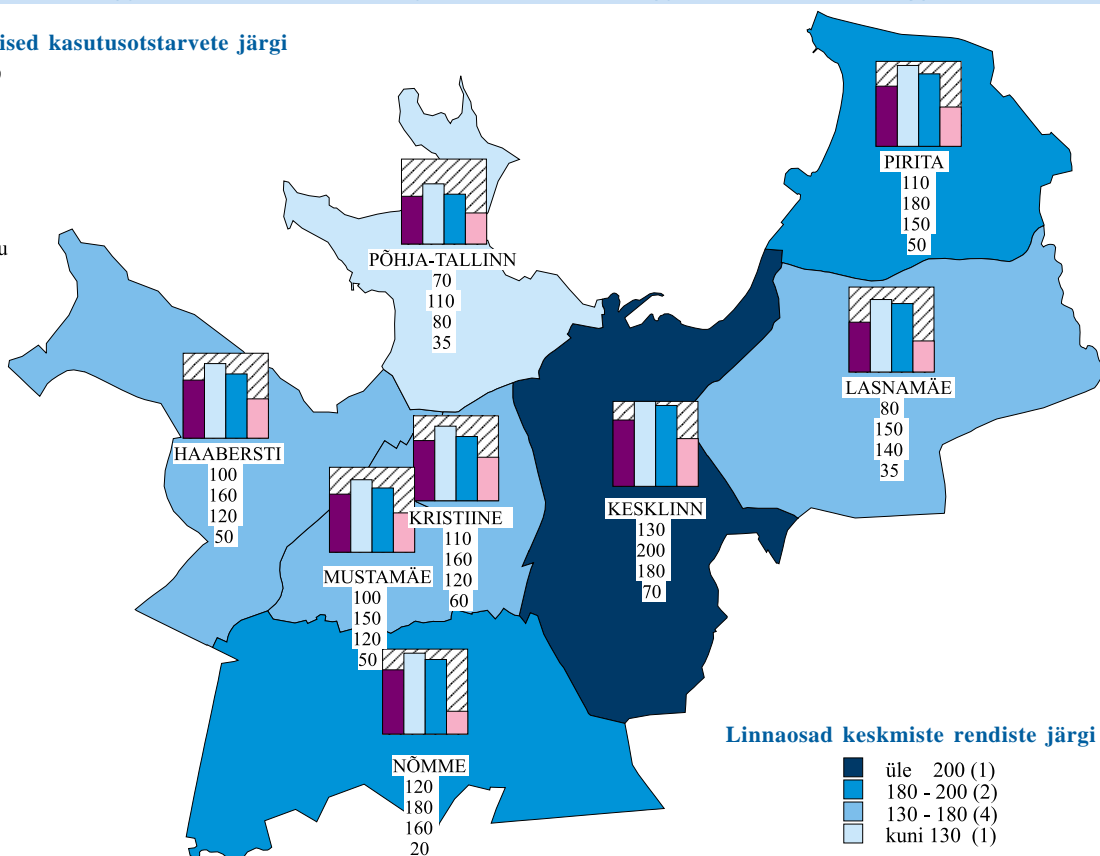 ised kasutusotstarvete järgi
u
PIRITA
110
180
150
50
PÕHJA-TALLINN
70
110
80
35
LASNAMÄE
80
150
140
35
HAABERSTI
100
160
120
50
KRISTIINE
110
160
120
60
KESKLINN
130
200
180
70
MUSTAMÄE
100
150
120
50
NÕMME
120
180
160
20
Linnaosad keskmiste rendiste järgi
üle 200 (1)
180 - 200 (2)
130 - 180 (4)
kuni 130 (1)